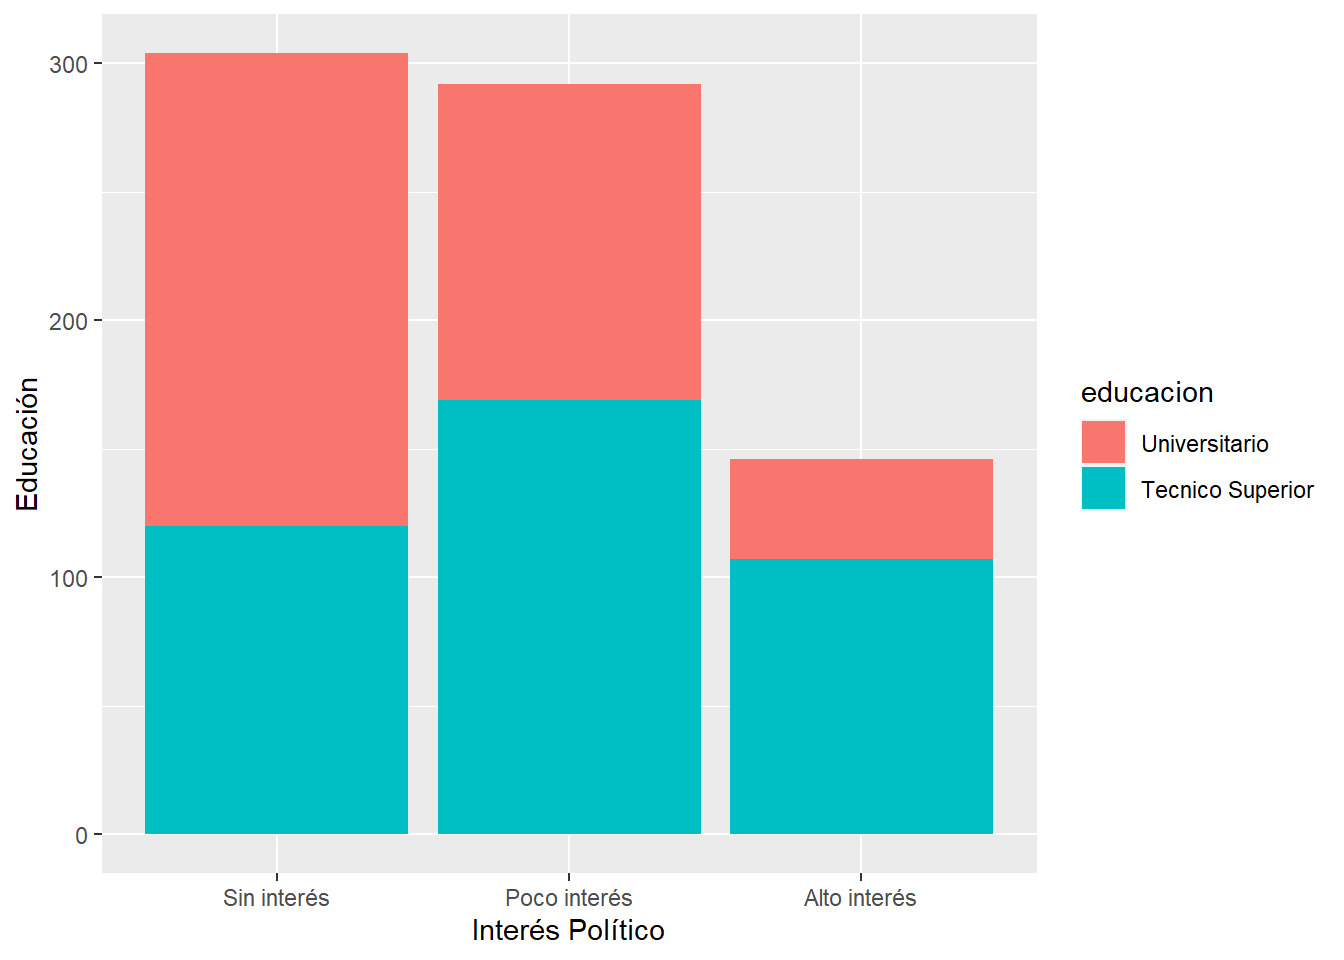 300
200
100
0
Educación
Sin interés
Poco interés
Alto interés
Interés Político
educacion
Universitario
Tecnico Superior